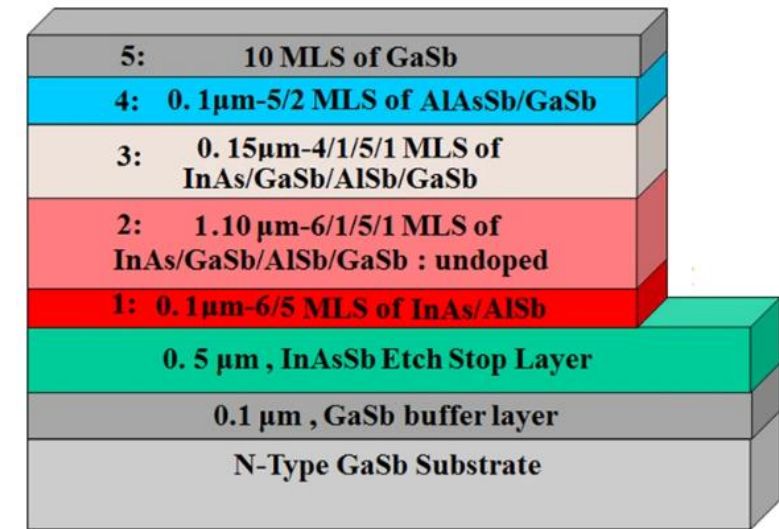 5: 10 MLS of GaSb
4: 0. 1μm-5/2 MLS of AlAsSb/GaSb
3: 0. 15μm-4/1/5/1 MLS of
InAs/GaSb/AlSb/GaSb
2: 1.10 μm-6/1/5/1 MLS of
InAs/GaSb/AlSb/GaSb : undoped
1: 0. 1μm-6/5 MLS of InAs/AlSb
0. 5 μm , InAsSb Etch Stop Layer
0.1 μm , GaSb buffer layer
N-Type GaSb Substrate